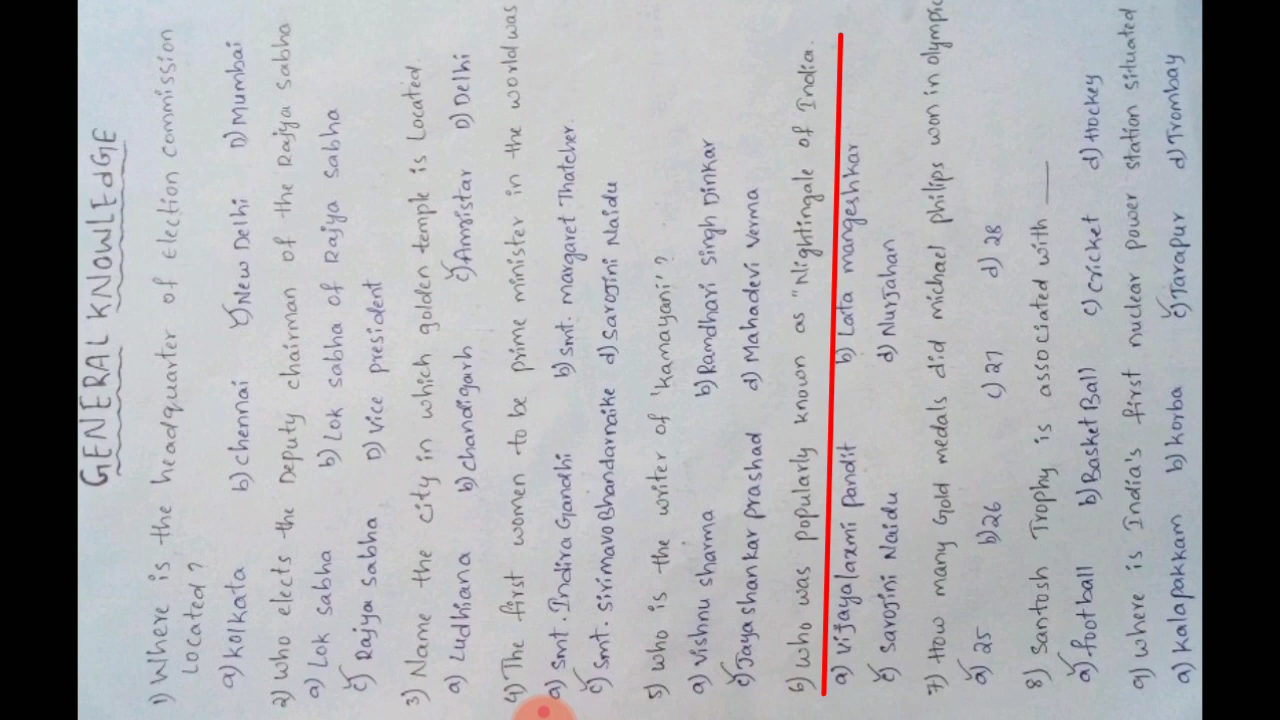 GENERAL KNOWLEdGE
1) Where is the headquarter of election commission
Located?
a) Kolkata b) chennai c) New Delhi D) Mumbai
2) Who elects the Deputy chairman of the Rajya sabha
a) Lok sabha b) Lok sabha of Rajya sabha
c) Rajya sabha D) Vice president
3) Name the city in which golden temple is Located.
a) Ludhiana b) chandigarh c) Amristar D) Delhi
4) The first women to be prime minister in the world was
a) Smt. Indira Gandhi b) Smt. margaret Thatcher.
c) Smt. Sirimavo Bhandarnaike d) Sarojini Naidu
5) Who is the writer of 'kamayani'?
a) Vishnu sharma b) Ramdhari singh Dinkar
c) Jaya shankar prashad d) Mahadevi verma
6) Who was popularly known as "Nightingale of India.
a) Vijayalaxmi pandit b) Lata mangeshkar
c) Sarojini Naidu d) Nurjahan
7) How many Gold medals did michael philips won in olympic
a) 25 b) 26 c) 27 d) 28
8) Santosh Trophy is associated with ___
a) football b) Basket Ball c) cricket d) Hockey
9) where is India's first nuclear power station situated
a) kalapakkam b) korba c) Tarapur d) Trombay